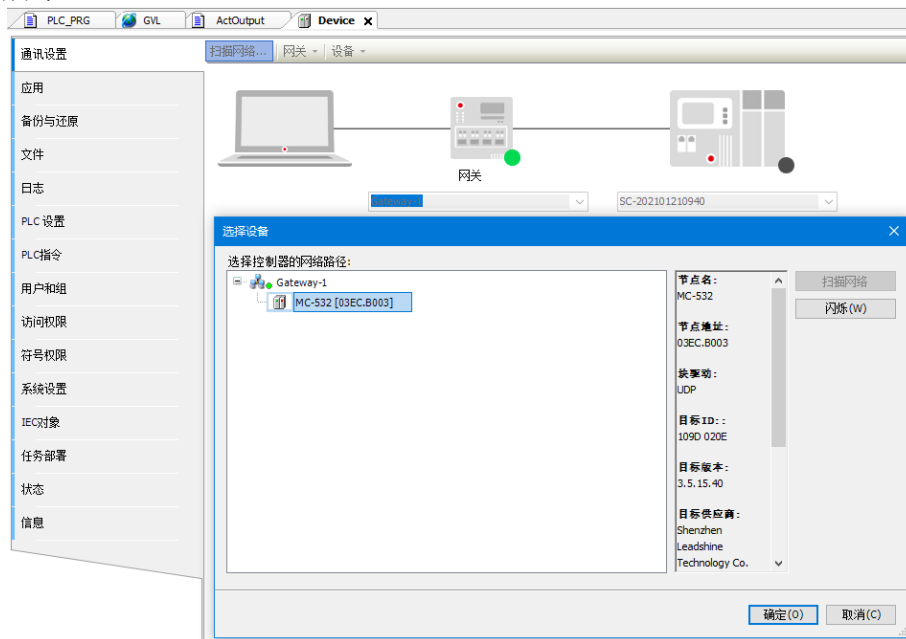 PLC_PRG
GVL
ActOutput
Device
通讯设置
扫描网络...
网关
设备
应用
备份与还原
文件
日志
PLC 设置
PLC指令
用户和组
访问权限
符号权限
系统设置
IEC对象
任务部署
状态
信息
网关
Gateway-1
SC-202101210940
选择设备
选择控制器的网络路径:
Gateway-1
MC-532 [03EC.B003]
节点名:
MC-532
节点地址:
03EC.B003
块驱动:
UDP
目标ID::
109D 020E
目标版本:
3.5.15.40
目标供应商:
Shenzhen
Leadshine
Technology Co.
扫描网络
闪烁(W)
确定(O)
取消(C)